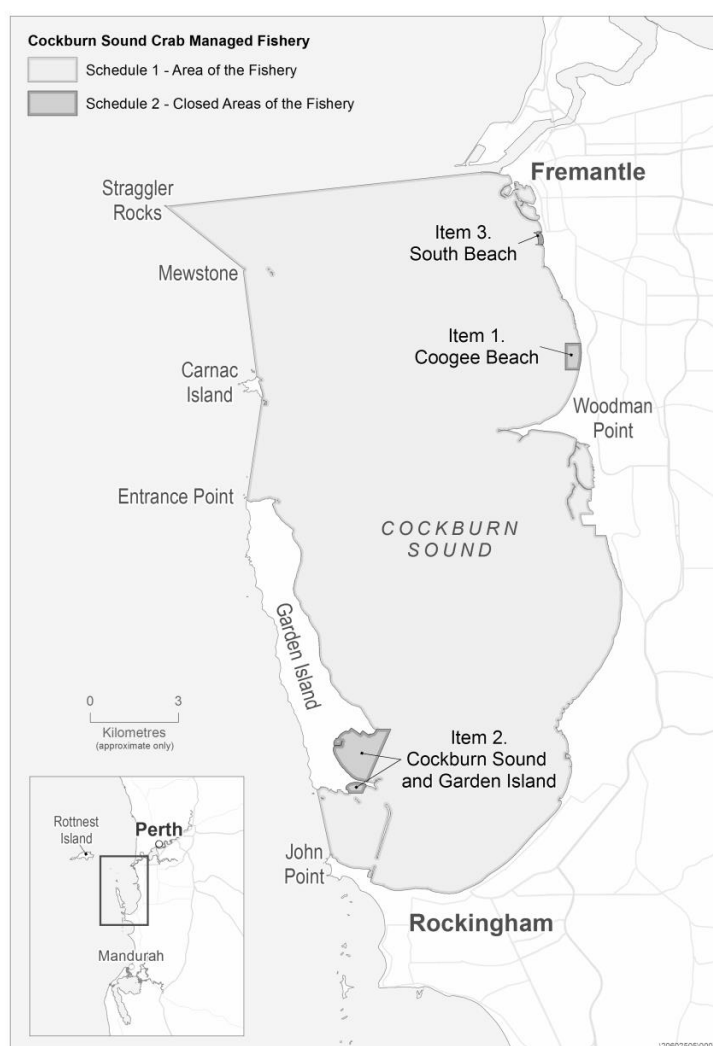 Cockburn Sound Crab Managed Fishery
Schedule 1 - Area of the Fishery
Schedule 2 - Closed Areas of the Fishery
Fremantle
Straggler
Rocks
Item 3.
South Beach
Mewstone
Item 1.
Coogee Beach
Carnac
Island
Woodman
Point
Entrance Point
COCKBURN
SOUND
Garden Island
0 3
Kilometres
(approximate only)
Item 2.
Cockburn Sound
and Garden Island
Rottnest
Island
Perth
John
Point
Rockingham
Mandurah